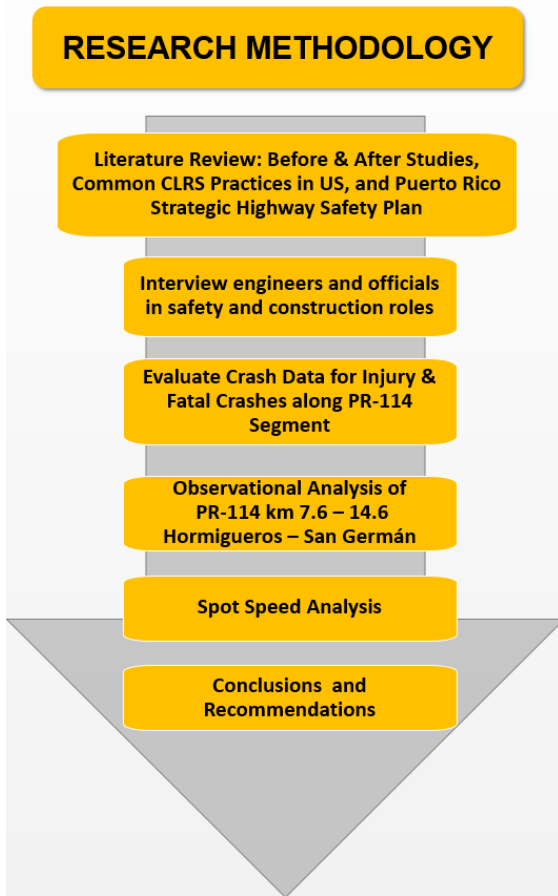 RESEARCH METHODOLOGY
Literature Review: Before & After Studies,
Common CLRS Practices in US, and Puerto Rico
Strategic Highway Safety Plan
Interview engineers and officials
in safety and construction roles
Evaluate Crash Data for Injury &
Fatal Crashes along PR-114
Segment
Observational Analysis of
PR-114 km 7.6 – 14.6
Hormigueros – San Germán
Spot Speed Analysis
Conclusions and
Recommendations